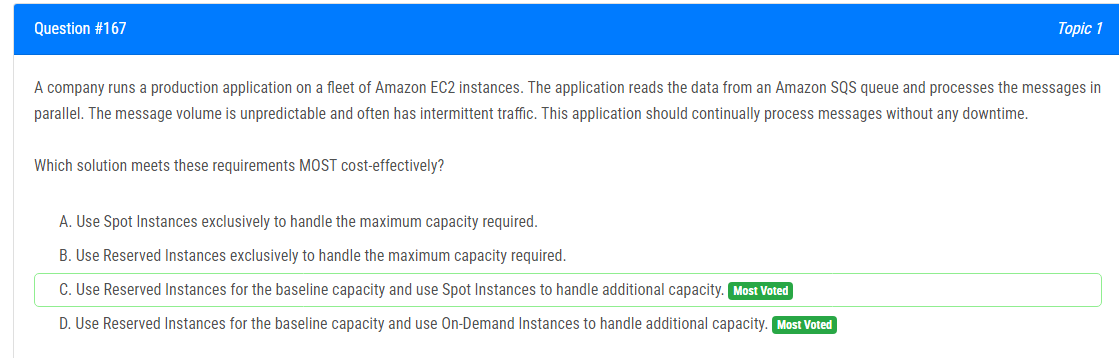 Question #167
Topic 1
A company runs a production application on a fleet of Amazon EC2 instances. The application reads the data from an Amazon SQS queue and processes the messages in
parallel. The message volume is unpredictable and often has intermittent traffic. This application should continually process messages without any downtime.
Which solution meets these requirements MOST cost-effectively?
A. Use Spot Instances exclusively to handle the maximum capacity required.
B. Use Reserved Instances exclusively to handle the maximum capacity required.
C. Use Reserved Instances for the baseline capacity and use Spot Instances to handle additional capacity. Most Voted
D. Use Reserved Instances for the baseline capacity and use On-Demand Instances to handle additional capacity. Most Voted